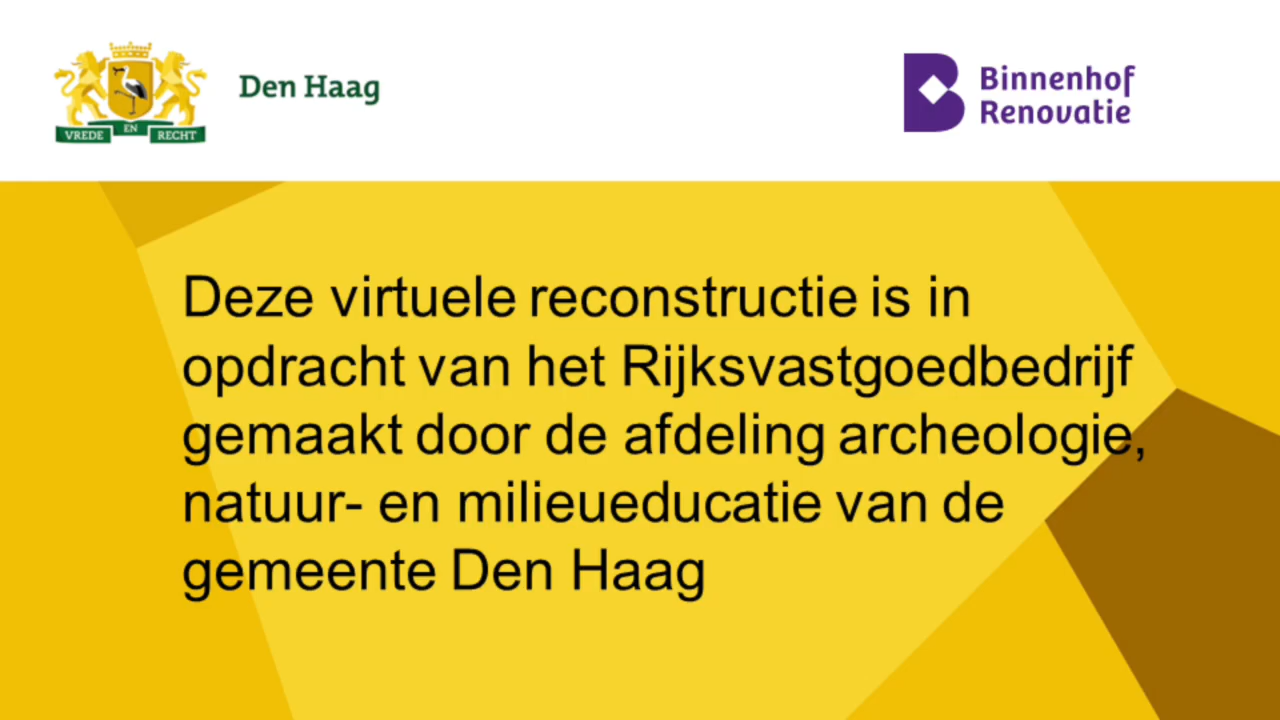 VREDE EN RECHT
Den Haag
Binnenhof
Renovatie
Deze virtuele reconstructie is in
opdracht van het Rijksvastgoedbedrijf
gemaakt door de afdeling archeologie,
natuur- en milieueducatie van de
gemeente Den Haag